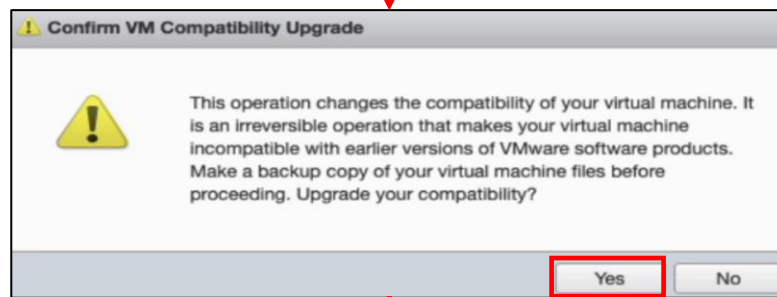 Confirm VM Compatibility Upgrade
This operation changes the compatibility of your virtual machine. It
is an irreversible operation that makes your virtual machine
incompatible with earlier versions of VMware software products.
Make a backup copy of your virtual machine files before
proceeding. Upgrade your compatibility?
Yes
No